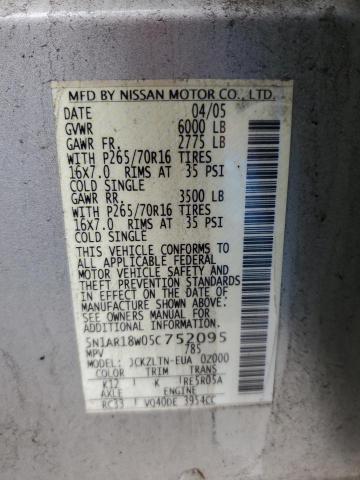 MFD BY NISSAN MOTOR CO., LTD.
DATE 04/05
GVWR 6000 LB
GAWR FR. 2775 LB
WITH P265/70R16 TIRES
16X7.0 RIMS AT 35 PSI
COLD SINGLE
GAWR RR. 3500 LB
WITH P265/70R16 TIRES
16X7.0 RIMS AT 35 PSI
COLD SINGLE
THIS VEHICLE CONFORMS TO
ALL APPLICABLE FEDERAL
MOTOR VEHICLE SAFETY AND
THEFT PREVENTION STANDARDS
IN EFFECT ON THE DATE OF
MANUFACTURE SHOWN ABOVE.
SEE OWNERS MANUAL FOR
ADDITIONAL INFORMATION
5N1AR18W05C752095
MPV /785
MODEL JCKZLTN-EUA 02000
COLOR TRIM TRANS
K12 K RE5R05A
AXLE ENGINE
RC33 VQ40DE 3954CC